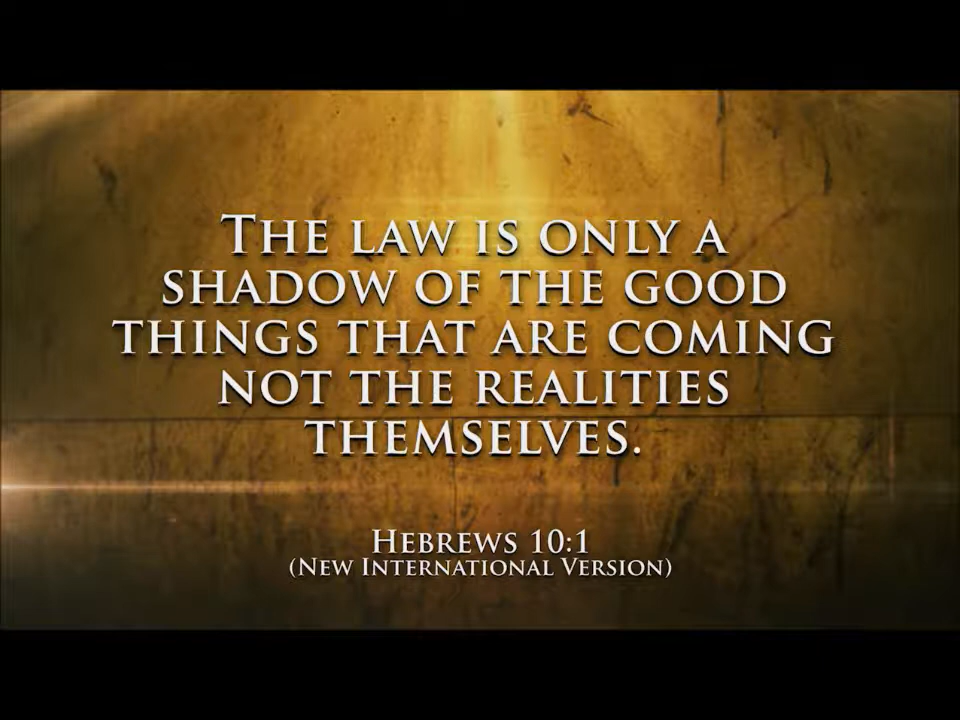 The law is only a
shadow of the good
things that are coming
not the realities
themselves.
Hebrews 10:1
(New International Version)